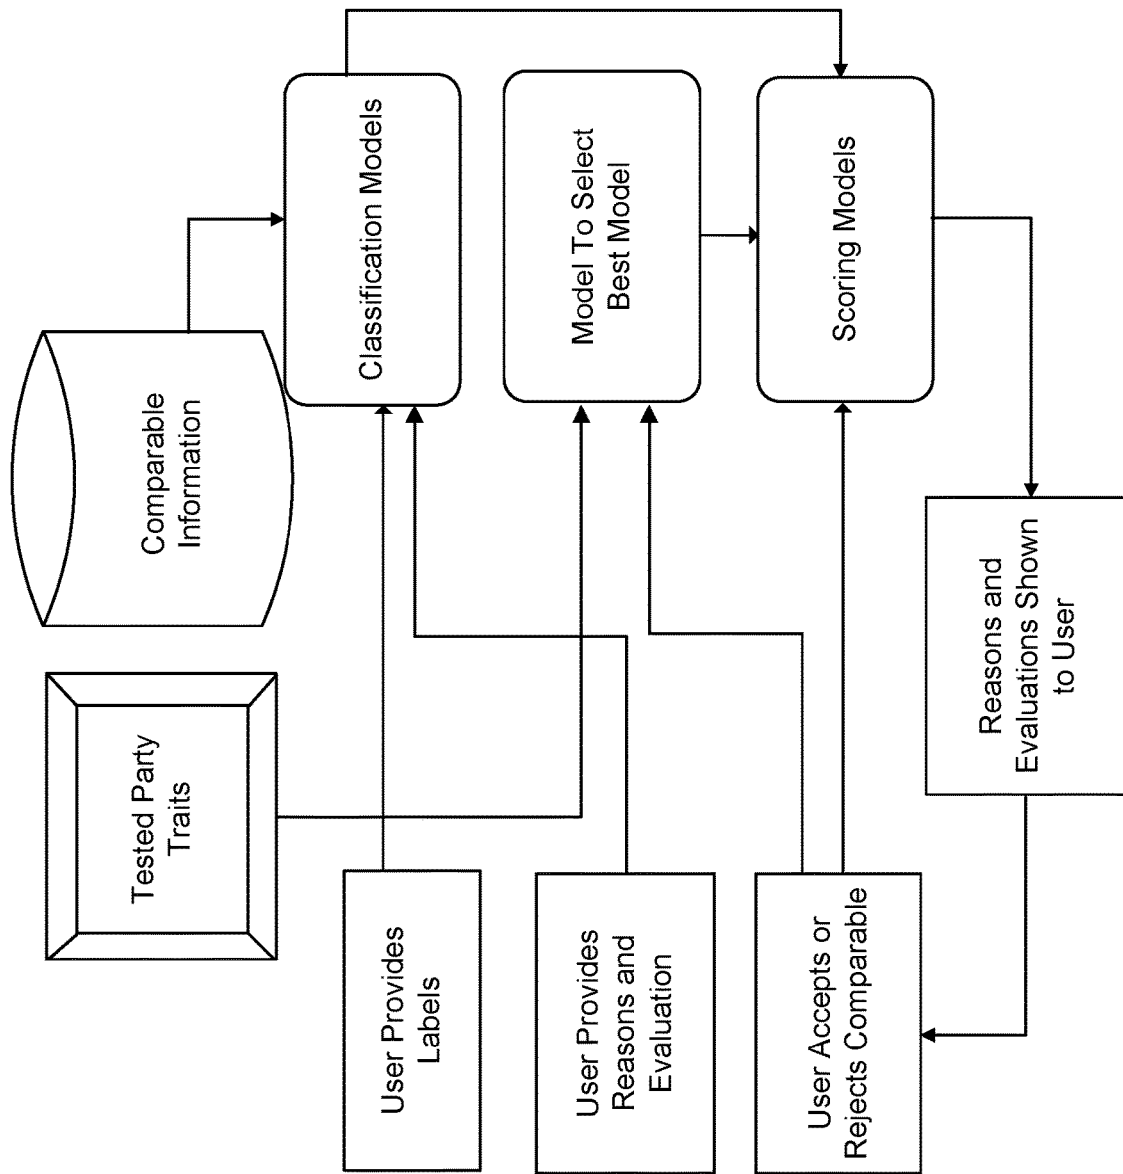 Tested Party
Traits
Comparable
Information
User Provides
Labels
Classification Models
User Provides
Reasons and
Evaluation
Model To Select
Best Model
User Accepts or
Rejects Comparable
Scoring Models
Reasons and
Evaluations Shown
to User